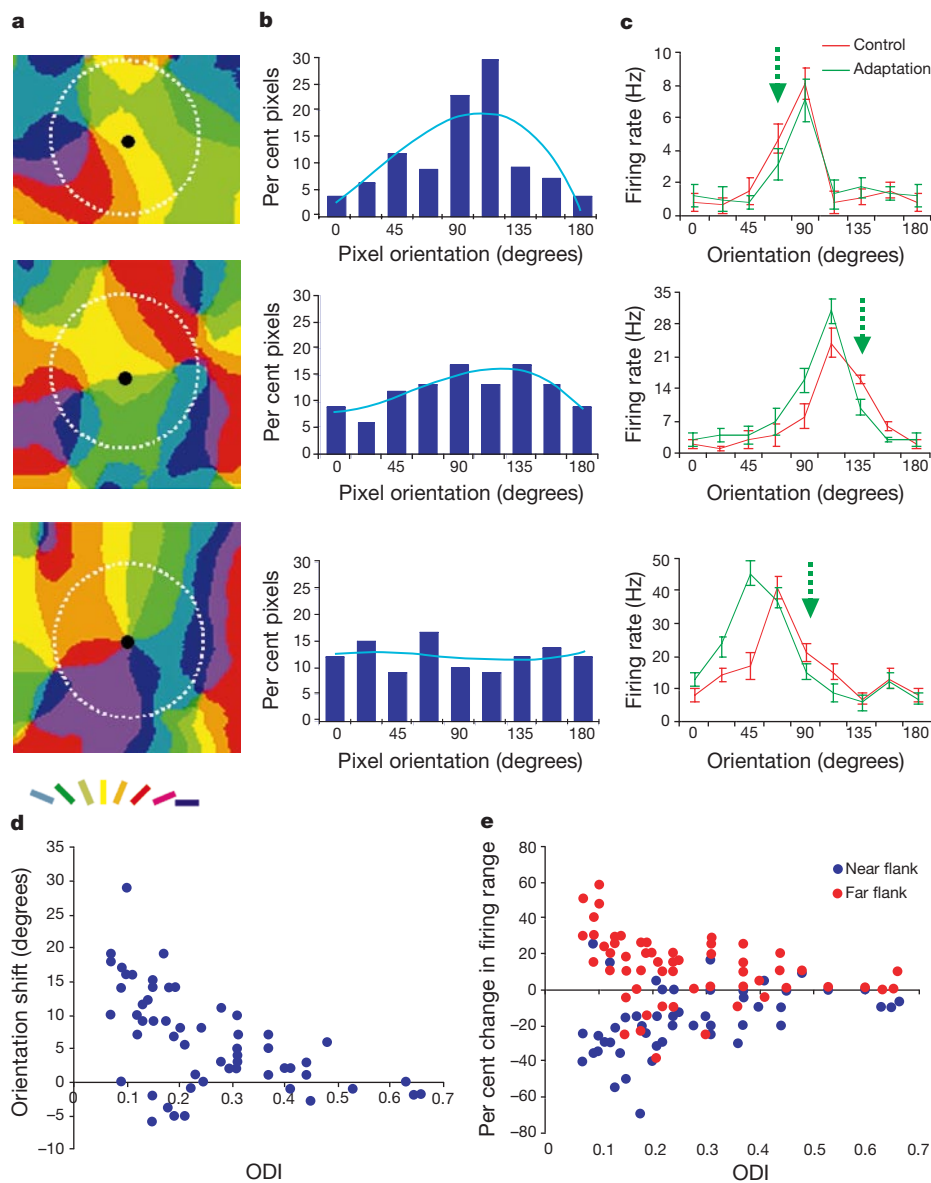 a
b
c
30
25
20
15
10
5
0
Per cent pixels
0 45 90 135 180
Pixel orientation (degrees)
Control
Adaptation
10
8
6
4
2
0
Firing rate (Hz)
0 45 90 135 180
Orientation (degrees)
30
25
20
15
10
5
0
Per cent pixels
0 45 90 135 180
Pixel orientation (degrees)
35
28
21
14
7
0
Firing rate (Hz)
0 45 90 135 180
Orientation (degrees)
30
25
20
15
10
5
0
Per cent pixels
0 45 90 135 180
Pixel orientation (degrees)
50
40
30
20
10
0
Firing rate (Hz)
0 45 90 135 180
Orientation (degrees)
d
35
30
25
20
15
10
5
0
–5
–10
Orientation shift (degrees)
0.1 0.2 0.3 0.4 0.5 0.6 0.7
ODI
e
Near flank
Far flank
80
60
40
20
0
–20
–40
–60
–80
Per cent change in firing range
0.1 0.2 0.3 0.4 0.5 0.6 0.7
ODI